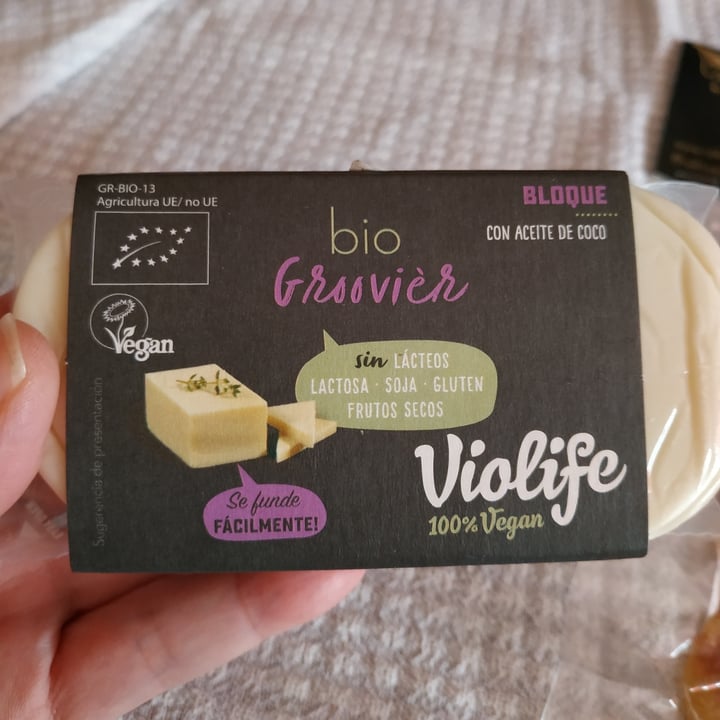 GR-BIO-13
Agricultura UE/ no UE
BLOQUE
CON ACEITE DE COCO
bio
Groovièr
Vegan
sin LÁCTEOS
LACTOSA · SOJA · GLUTEN
FRUTOS SECOS
Sugerencia de presentación
Se funde
FÁCILMENTE!
Violife
100% Vegan